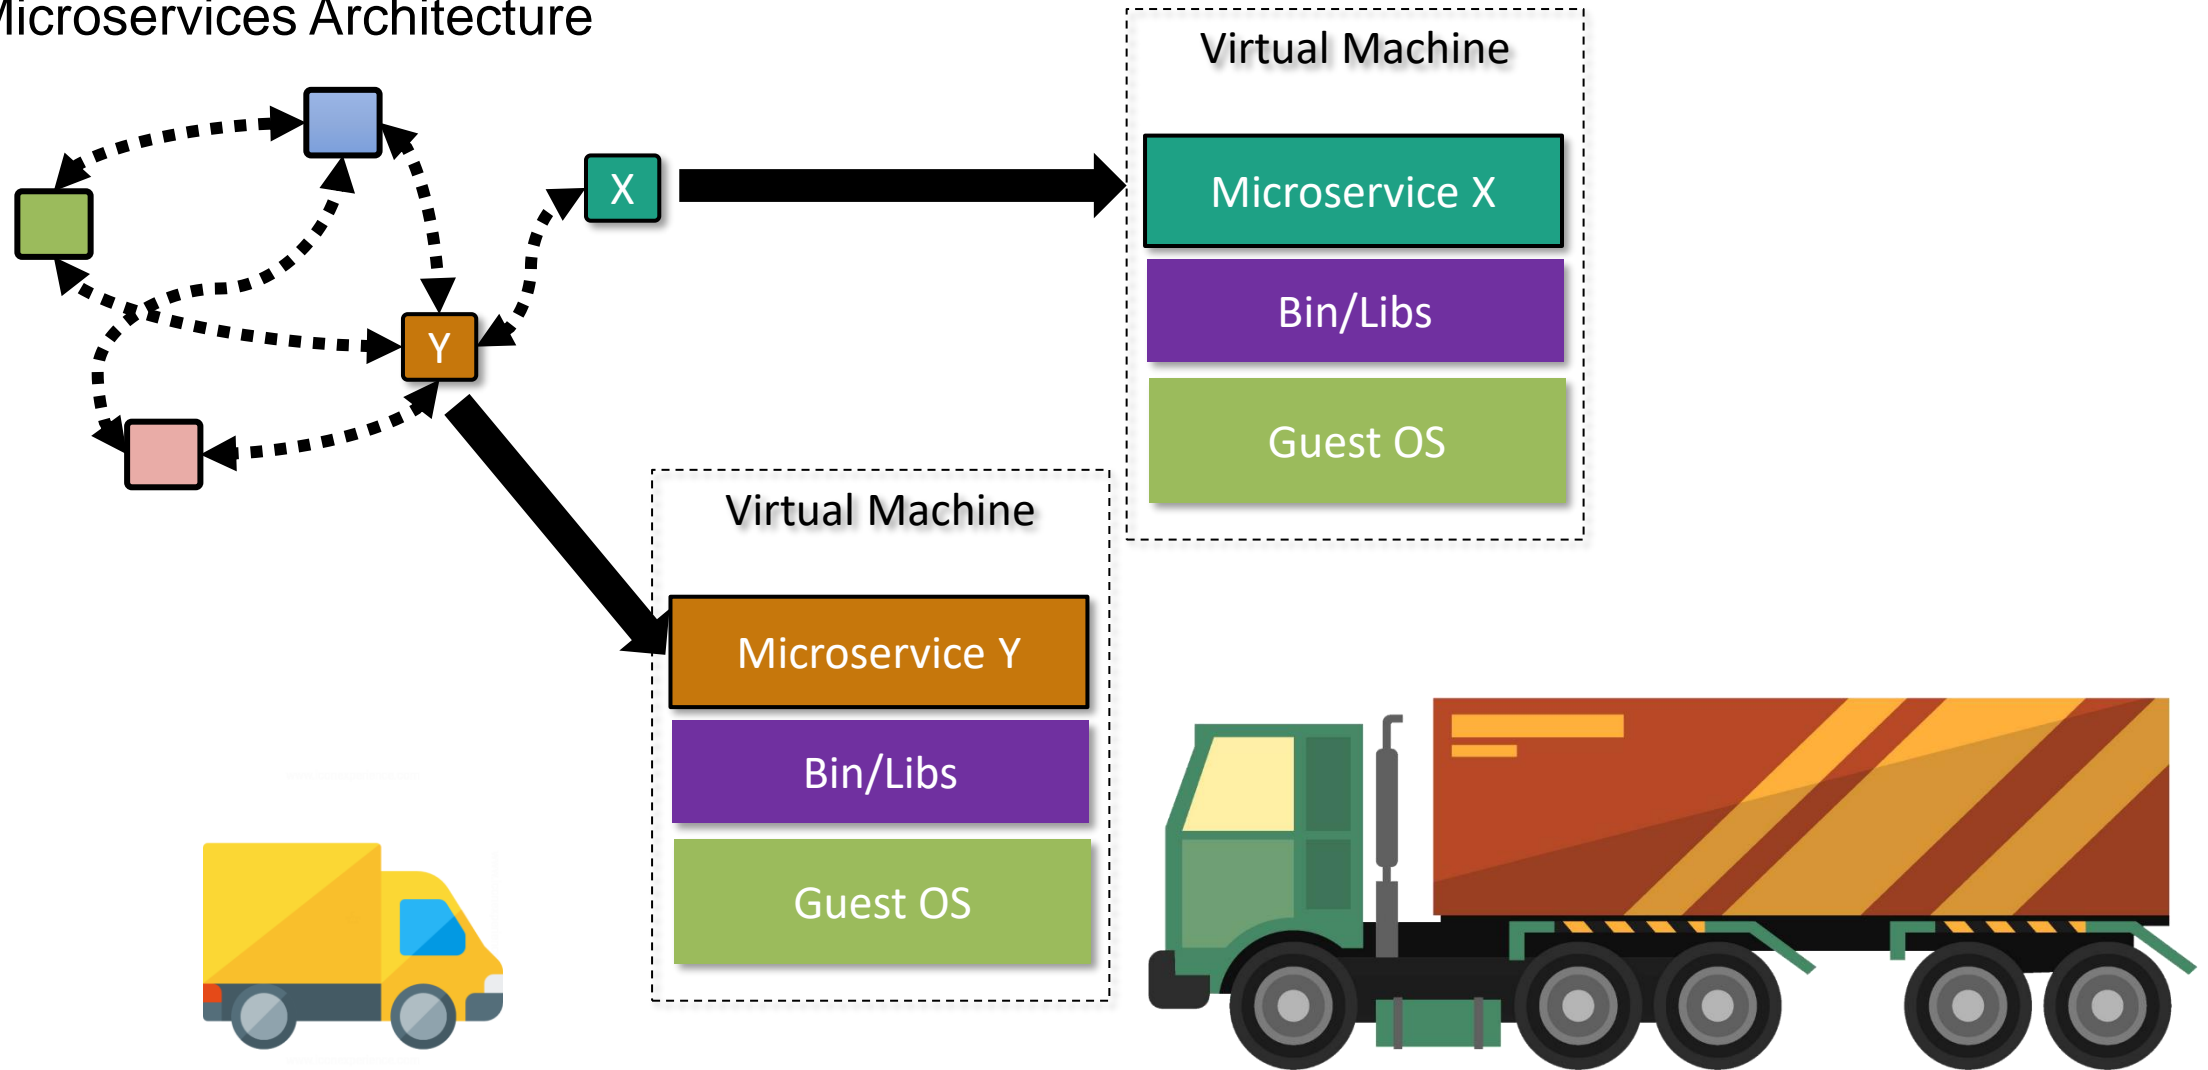 Microservices Architecture
Virtual Machine
X
Microservice X
Bin/Libs
Y
Guest OS
Virtual Machine
Microservice Y
Bin/Libs
Guest OS